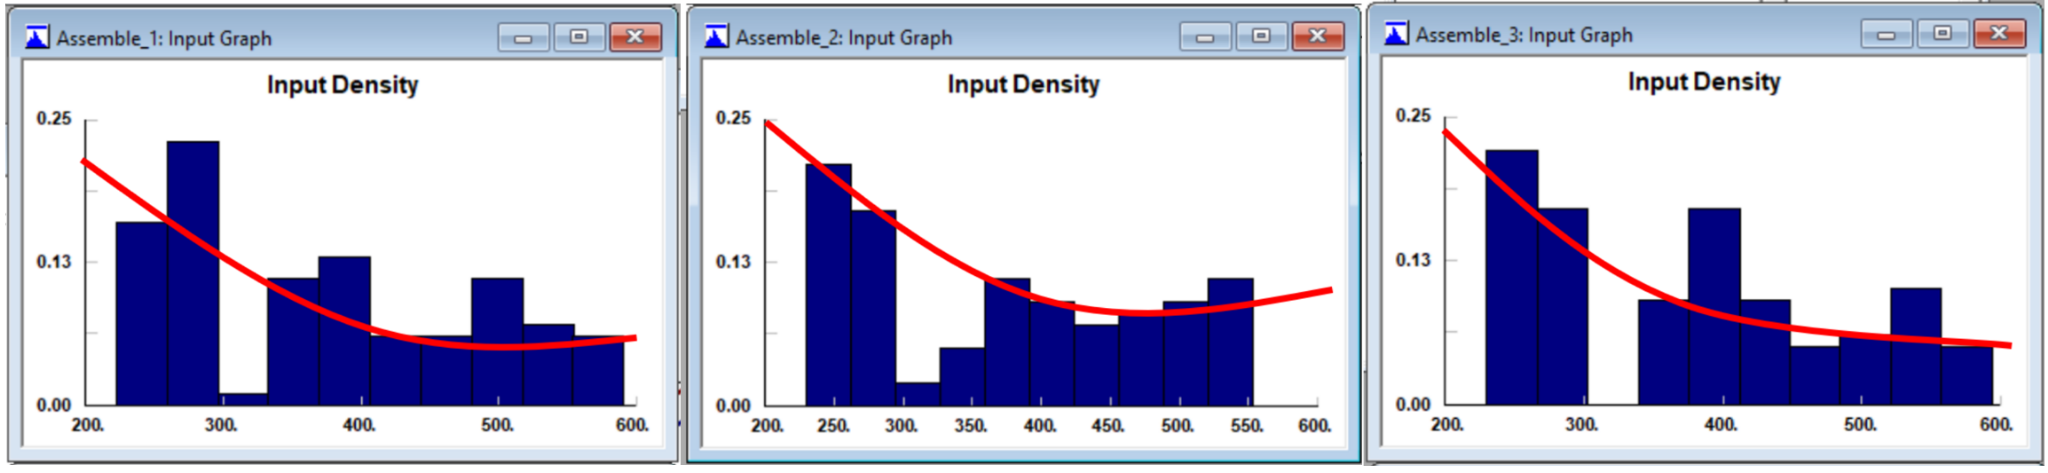 Assemble_1: Input Graph
Input Density
0.25
0.13
0.00
200. 300. 400. 500. 600.
Assemble_2: Input Graph
Input Density
0.25
0.13
0.00
200. 250. 300. 350. 400. 450. 500. 550. 600.
Assemble_3: Input Graph
Input Density
0.25
0.13
0.00
200. 300. 400. 500. 600.